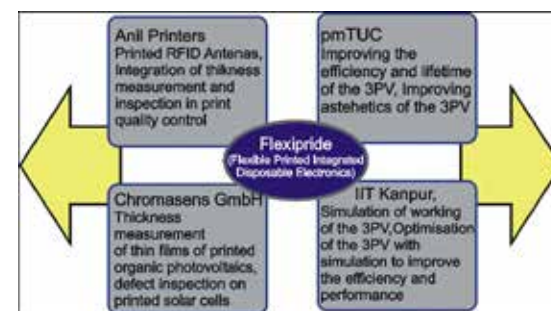 Anil Printers
Printed RFID Antenas,
Integration of thikness
measurement and
inspection in print
quality control
pmTUC
Improving the
efficiency and lifetime
of the 3PV, Improving
astehetics of the 3PV
Flexipride
(Flexible Printed Integrated
Disposable Electronics)
Chromasens GmbH
Thickness
measurement
of thin films of printed
organic photovoltaics,
defect inspection on
printed solar cells
IIT Kanpur,
Simulation of working
of the 3PV,Optimisation
of the 3PV with
simulation to improve
the efficiency and
performance